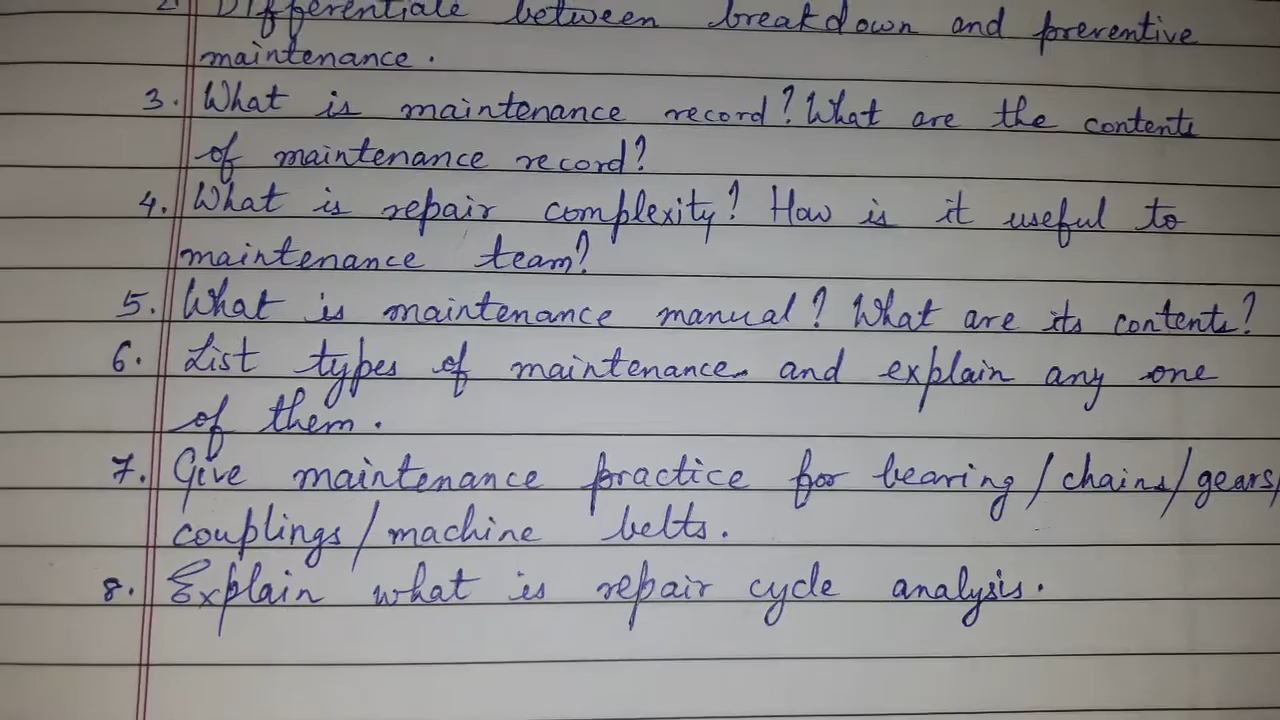 2. Differentiate between breakdown and preventive
maintenance.
3. What is maintenance record? What are the contents
of maintenance record?
4. What is repair complexity? How is it useful to
maintenance team?
5. What is maintenance manual? What are its contents?
6. List types of maintenance and explain any one
of them.
7. Give maintenance practice for bearing/chains/gears/
couplings/machine belts.
8. Explain what is repair cycle analysis.